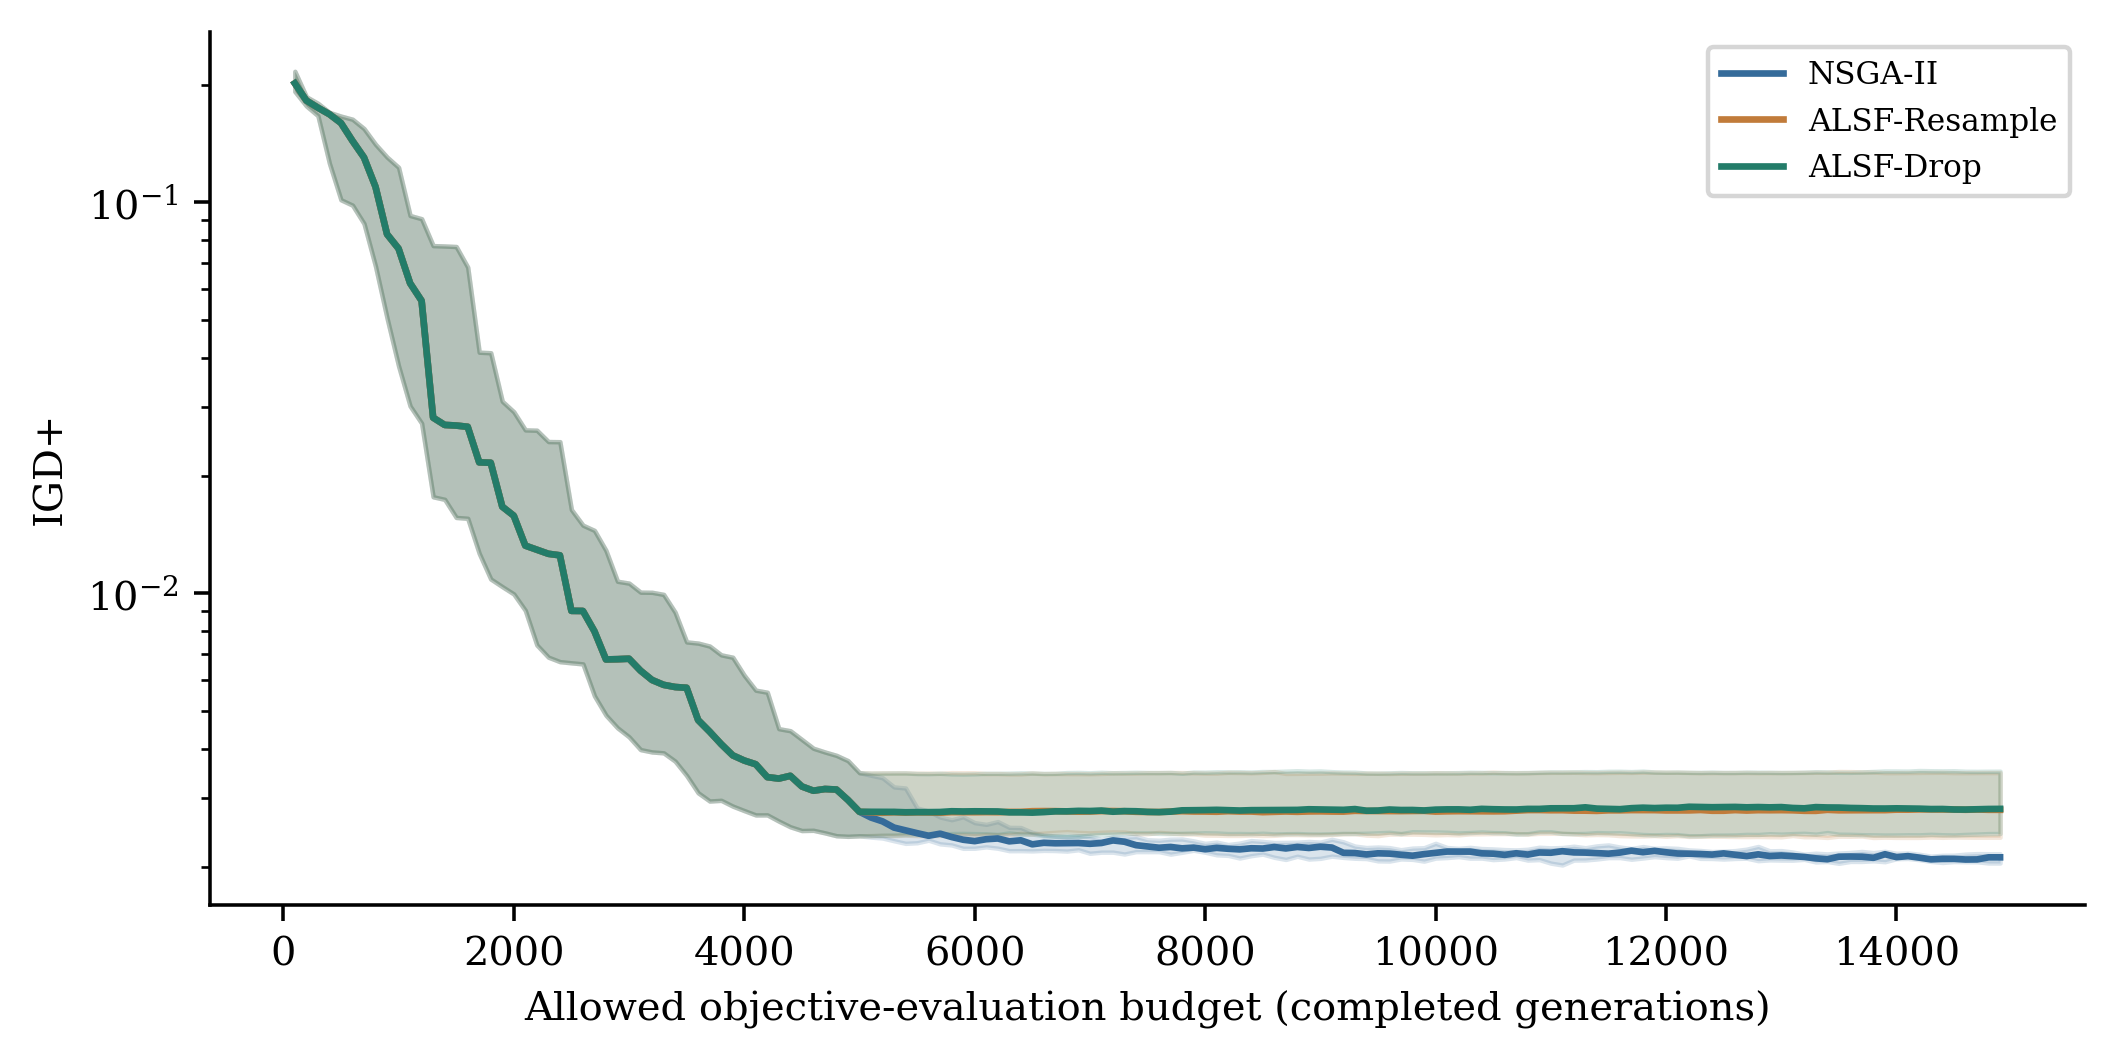 NSGA-II
ALSF-Resample
ALSF-Drop
IGD+
10⁻¹
10⁻²
0 2000 4000 6000 8000 10000 12000 14000
Allowed objective-evaluation budget (completed generations)